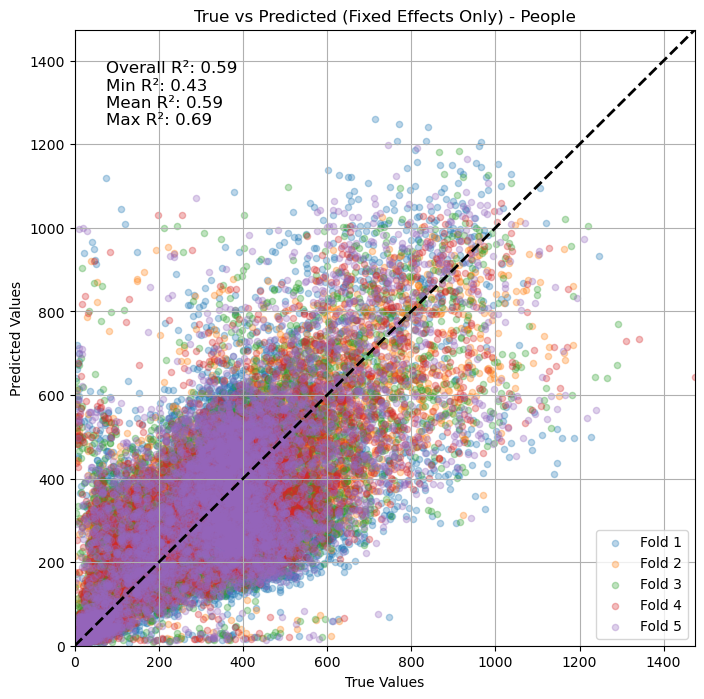 True vs Predicted (Fixed Effects Only) - People
Overall R²: 0.59
Min R²: 0.43
Mean R²: 0.59
Max R²: 0.69
1400
1200
1000
800
600
400
200
0
Predicted Values
Fold 1
Fold 2
Fold 3
Fold 4
Fold 5
0 200 400 600 800 1000 1200 1400
True Values